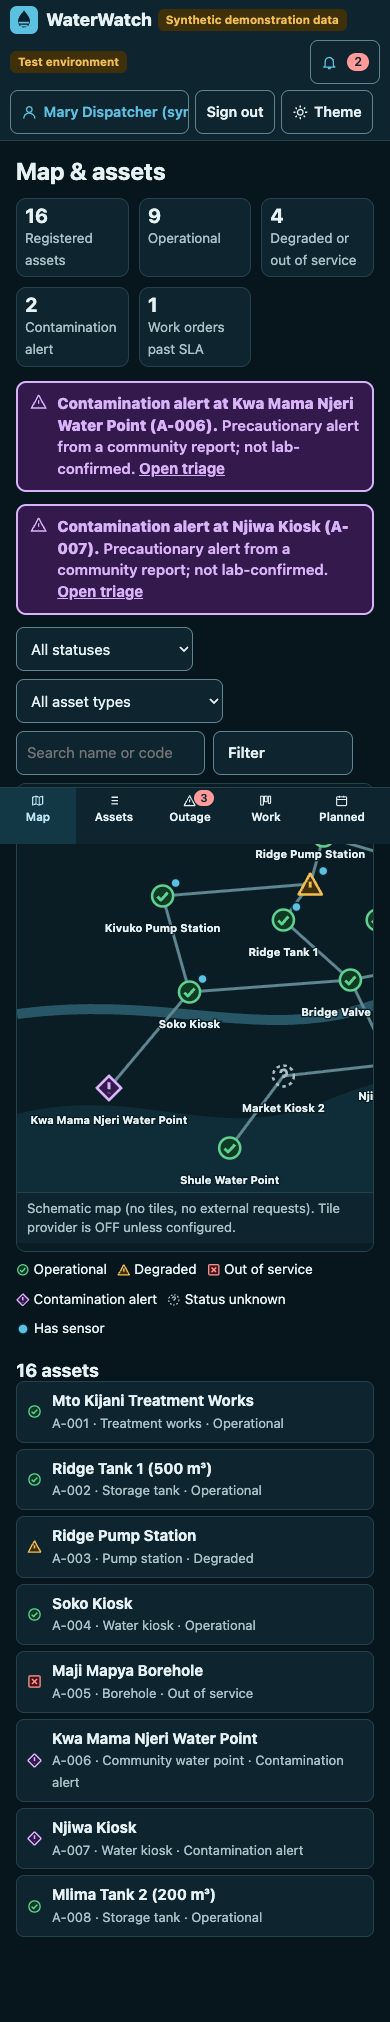 WaterWatch
Synthetic demonstration data
Test environment
2
Mary Dispatcher (syr
Sign out
Theme
Map & assets
16
Registered
assets
9
Operational
4
Degraded or
out of service
2
Contamination
alert
1
Work orders
past SLA
Contamination alert at Kwa Mama Njeri
Water Point (A-006). Precautionary alert
from a community report; not lab-
confirmed. Open triage
Contamination alert at Njiwa Kiosk (A-
007). Precautionary alert from a
community report; not lab-confirmed.
Open triage
All statuses
All asset types
Search name or code
Filter
Map
Assets
3
Outage
Work
Planned
Ridge Pump Station
Kivuko Pump Station
Ridge Tank 1
Bridge Valve
Soko Kiosk
Nji
Market Kiosk 2
Kwa Mama Njeri Water Point
Shule Water Point
Schematic map (no tiles, no external requests). Tile
provider is OFF unless configured.
Operational
Degraded
Out of service
Contamination alert
Status unknown
Has sensor
16 assets
Mto Kijani Treatment Works
A-001 · Treatment works · Operational
Ridge Tank 1 (500 m³)
A-002 · Storage tank · Operational
Ridge Pump Station
A-003 · Pump station · Degraded
Soko Kiosk
A-004 · Water kiosk · Operational
Maji Mapya Borehole
A-005 · Borehole · Out of service
Kwa Mama Njeri Water Point
A-006 · Community water point · Contamination
alert
Njiwa Kiosk
A-007 · Water kiosk · Contamination alert
Mlima Tank 2 (200 m³)
A-008 · Storage tank · Operational